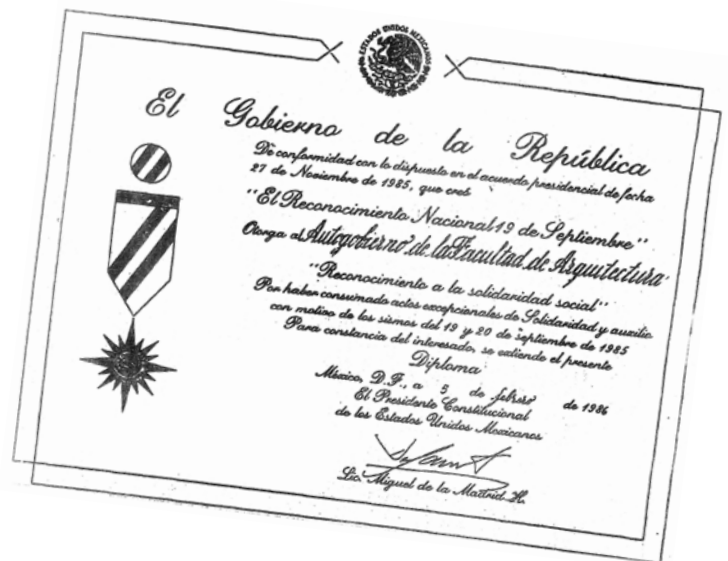 ESTADOS UNIDOS MEXICANOS
El Gobierno de la República
De conformidad con lo dispuesto en el acuerdo presidencial de fecha
27 de Noviembre de 1985, que creó
"El Reconocimiento Nacional 19 de Septiembre"
Otorga al Autogobierno de la Facultad de Arquitectura
"Reconocimiento a la solidaridad social"
Por haber consumado actos excepcionales de Solidaridad y auxilio
con motivo de los sismos del 19 y 20 de septiembre de 1985
Para constancia del interesado, se extiende el presente
Diploma
México, D.F., a 5 de febrero de 1986
El Presidente Constitucional
de los Estados Unidos Mexicanos
Lic. Miguel de la Madrid H.